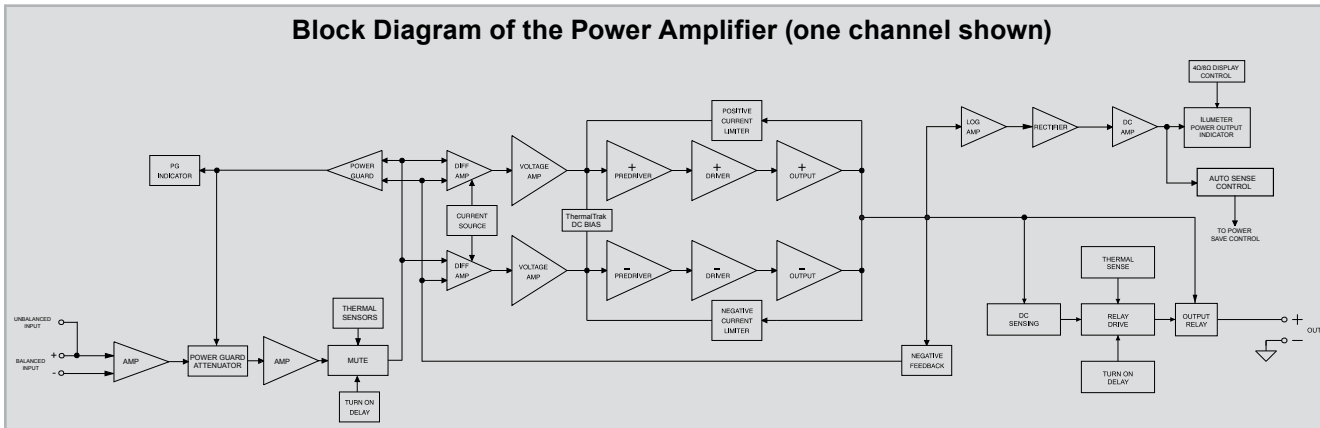 Block Diagram of the Power Amplifier (one channel shown)
4Ω/8Ω DISPLAY
CONTROL
POSITIVE
CURRENT
LIMITER
LOG
AMP
RECTIFIER
DC
AMP
ILUMETER
POWER OUTPUT
INDICATOR
PG
INDICATOR
POWER
GUARD
DIFF
AMP
VOLTAGE
AMP
+
PREDRIVER
+
DRIVER
+
OUTPUT
AUTO SENSE
CONTROL
CURRENT
SOURCE
ThermalTrak
DC BIAS
TO POWER
SAVE CONTROL
DIFF
AMP
VOLTAGE
AMP
-
PREDRIVER
-
DRIVER
-
OUTPUT
THERMAL
SENSE
THERMAL
SENSORS
NEGATIVE
CURRENT
LIMITER
DC
SENSING
RELAY
DRIVE
OUTPUT
RELAY
+
-
OUT
UNBALANCED
INPUT
BALANCED
INPUT
+
-
AMP
POWER GUARD
ATTENUATOR
AMP
MUTE
NEGATIVE
FEEDBACK
TURN ON
DELAY
TURN ON
DELAY